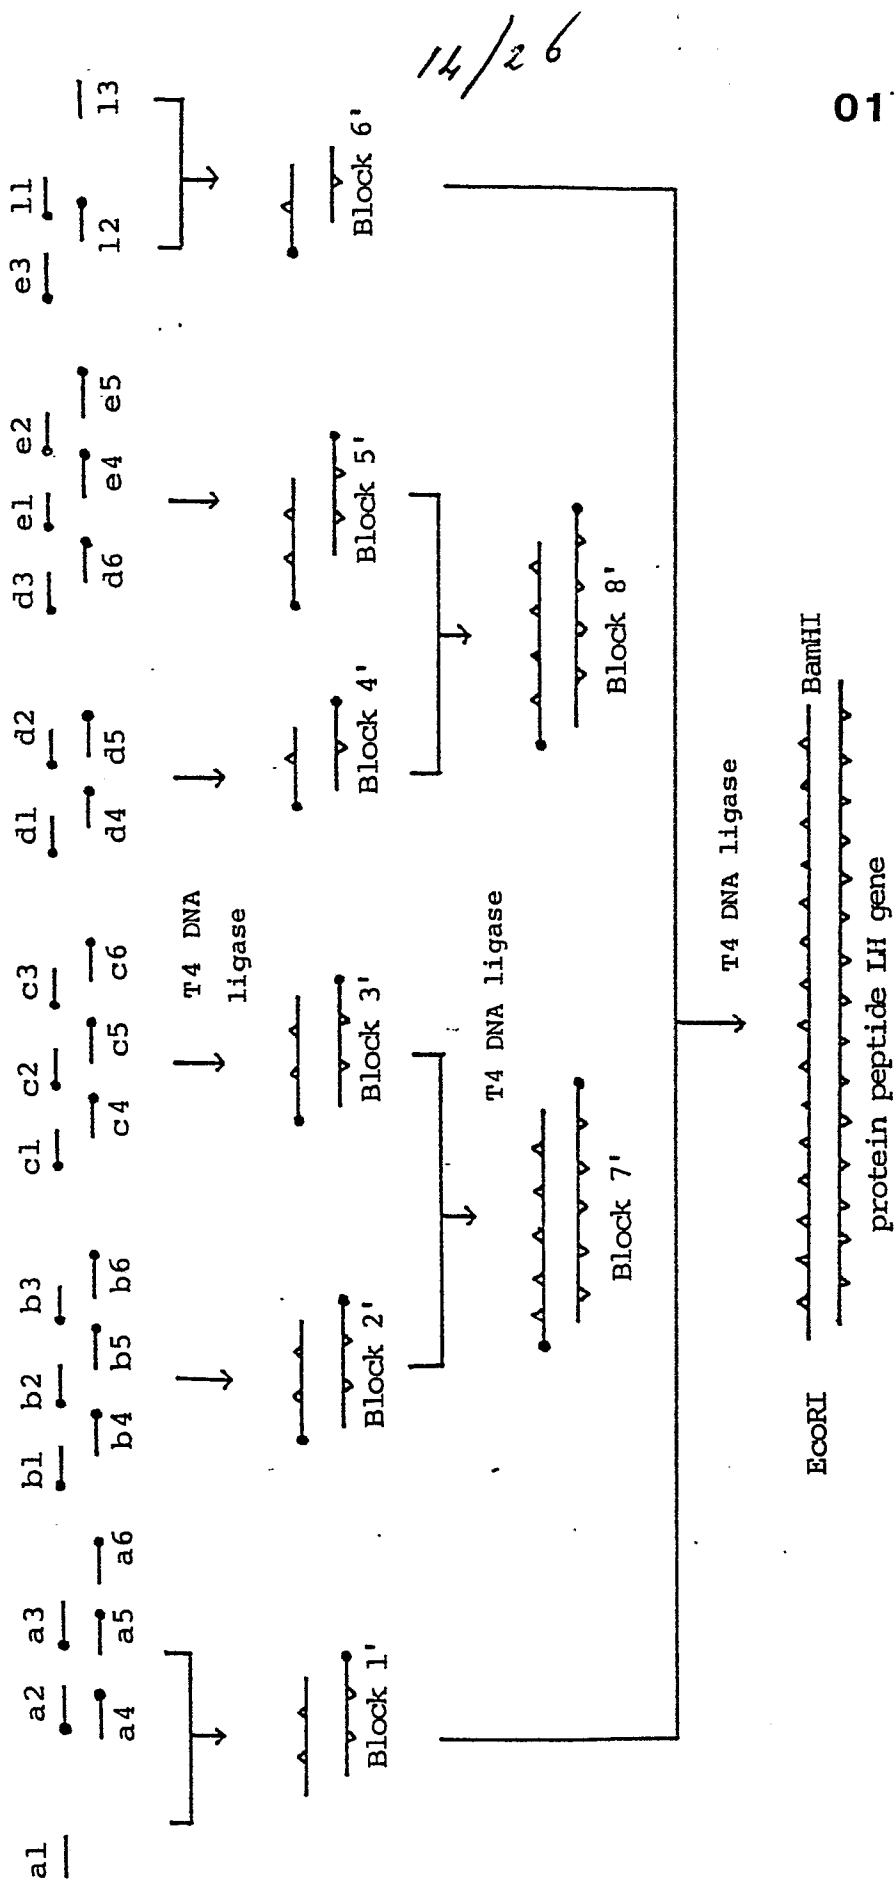 a1 a2 a3 b1 b2 b3 c1 c2 c3 d1 d2 d3 e1 e2 e3 l1
a4 a5 a6 b4 b5 b6 c4 c5 c6 d4 d5 d6 e4 e5 l2 l3
T4 DNA
ligase
Block 1' Block 2' Block 3' Block 4' Block 5' Block 6'
14/26
T4 DNA ligase
Block 7' Block 8'
T4 DNA ligase
EcoRI BamHI
protein peptide LH gene
01